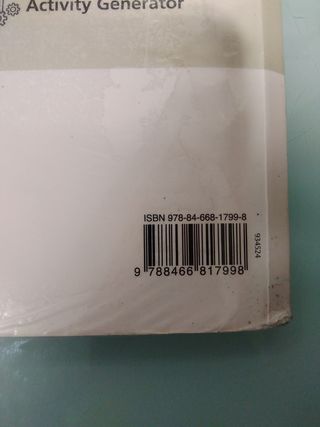 Activity Generator
ISBN 978-84-668-1799-8
934524
9 788466 817998